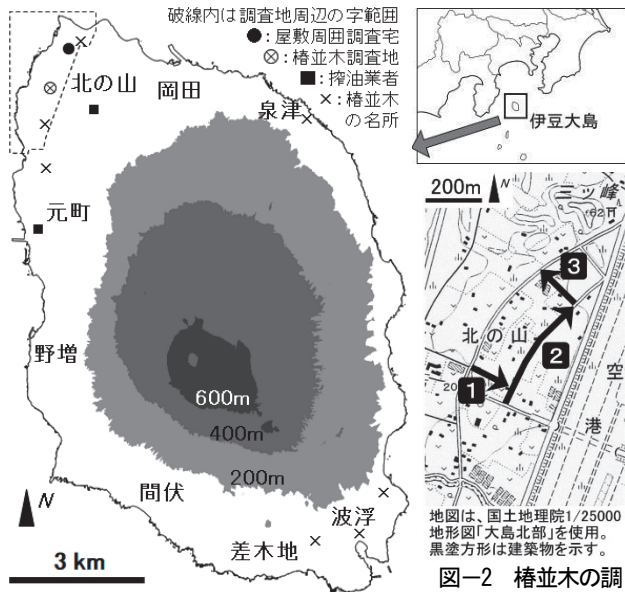 破線内は調査地周辺の字範囲
●：屋敷周囲調査宅
⊗：椿並木調査地
■：搾油業者
×：椿並木
の名所
北の山
岡田
泉津
元町
野増
600m
400m
200m
間伏
波浮
差木地
N
3 km
伊豆大島
200m
N
三ッ峰
62
3
北の山
2
1
20
空
港
地図は、国土地理院1/25000
地形図「大島北部」を使用。
黒塗方形は建築物を示す。
図ー2 椿並木の調